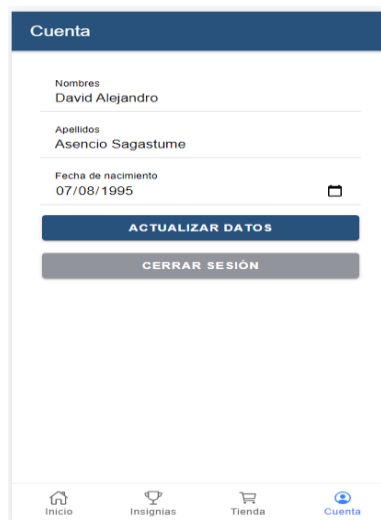 Cuenta
Nombres
David Alejandro
Apellidos
Asencio Sagastume
Fecha de nacimiento
07/08/1995
ACTUALIZAR DATOS
CERRAR SESIÓN
Inicio Insignias Tienda Cuenta